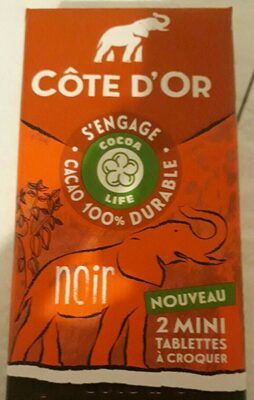 CÔTE D'OR
S'ENGAGE
COCOA
LIFE
CACAO 100% DURABLE
noir
NOUVEAU
2 MINI
TABLETTES
À CROQUER